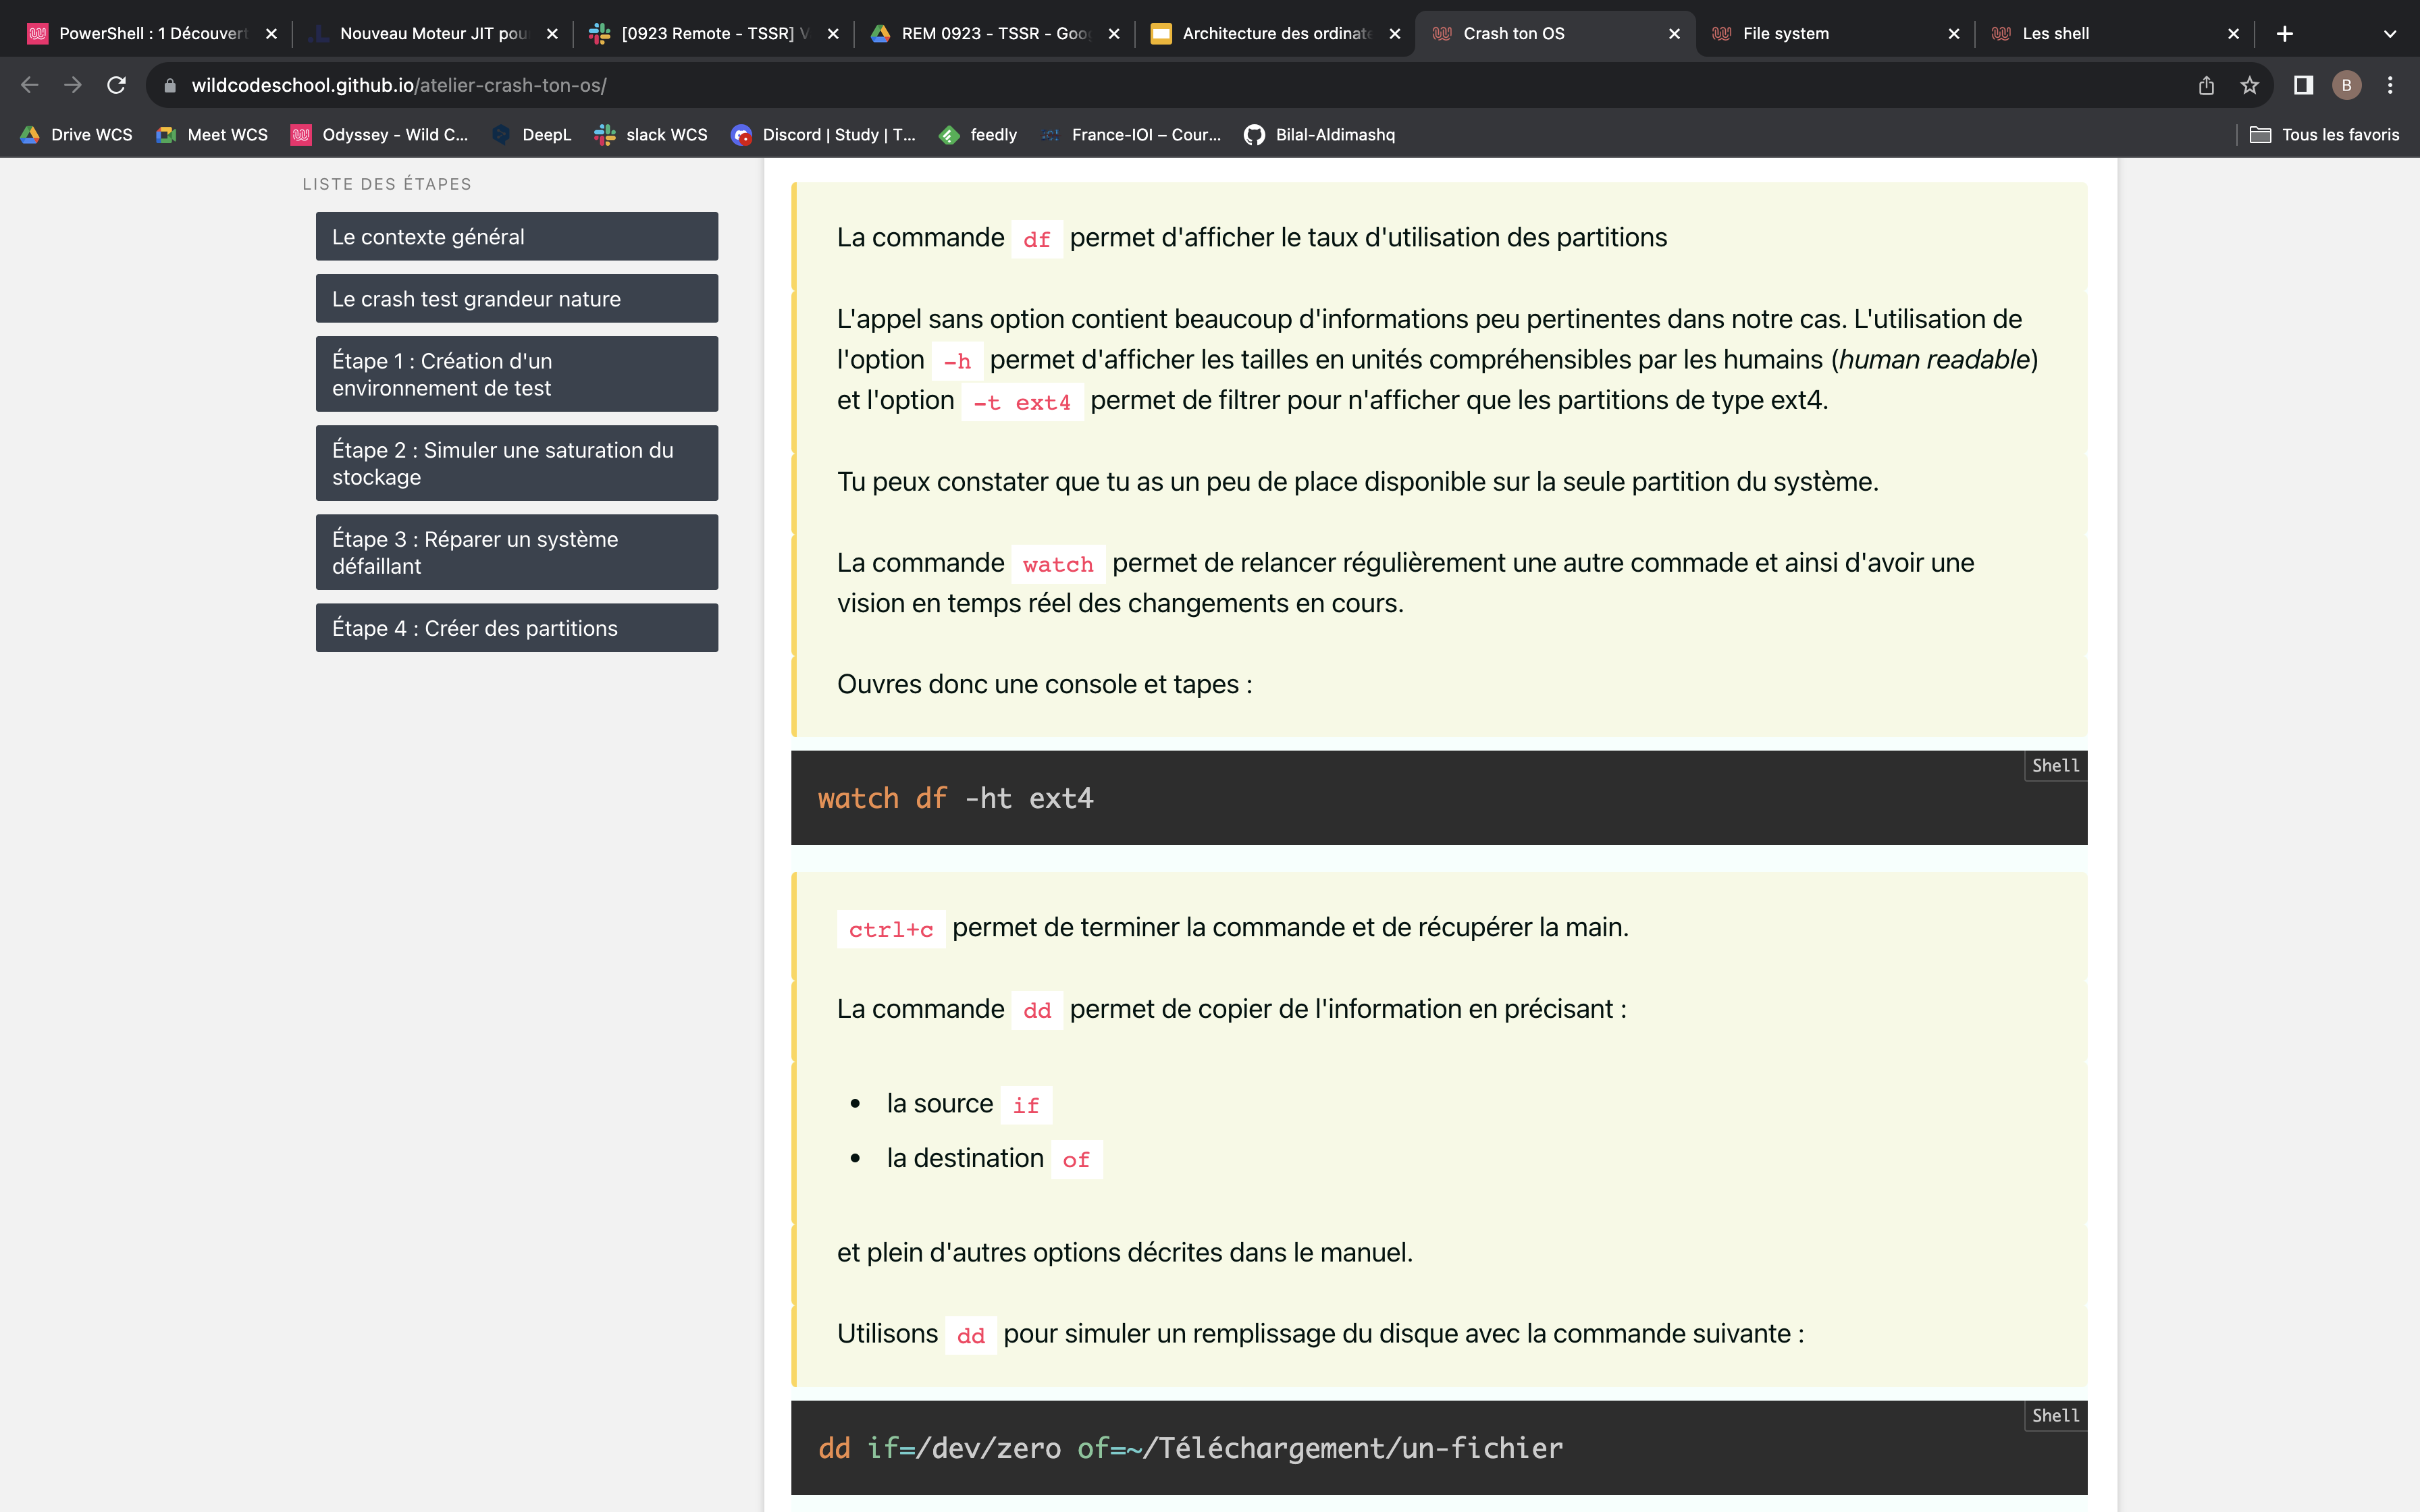 PowerShell : 1 Découvert
Nouveau Moteur JIT pou
[0923 Remote - TSSR] V
REM 0923 - TSSR - Goo
Architecture des ordinate
Crash ton OS
File system
Les shell
wildcodeschool.github.io/atelier-crash-ton-os/
B
Drive WCS
Meet WCS
Odyssey - Wild C...
DeepL
slack WCS
Discord | Study | T...
feedly
France-IOI – Cour...
Bilal-Aldimashq
Tous les favoris
LISTE DES ÉTAPES
Le contexte général
Le crash test grandeur nature
Étape 1 : Création d'un
environnement de test
Étape 2 : Simuler une saturation du
stockage
Étape 3 : Réparer un système
défaillant
Étape 4 : Créer des partitions
La commande df permet d'afficher le taux d'utilisation des partitions
L'appel sans option contient beaucoup d'informations peu pertinentes dans notre cas. L'utilisation de
l'option -h permet d'afficher les tailles en unités compréhensibles par les humains (human readable)
et l'option -t ext4 permet de filtrer pour n'afficher que les partitions de type ext4.
Tu peux constater que tu as un peu de place disponible sur la seule partition du système.
La commande watch permet de relancer régulièrement une autre commade et ainsi d'avoir une
vision en temps réel des changements en cours.
Ouvres donc une console et tapes :
Shell
watch df -ht ext4
ctrl+c permet de terminer la commande et de récupérer la main.
La commande dd permet de copier de l'information en précisant :
• la source if
• la destination of
et plein d'autres options décrites dans le manuel.
Utilisons dd pour simuler un remplissage du disque avec la commande suivante :
Shell
dd if=/dev/zero of=~/Téléchargement/un-fichier